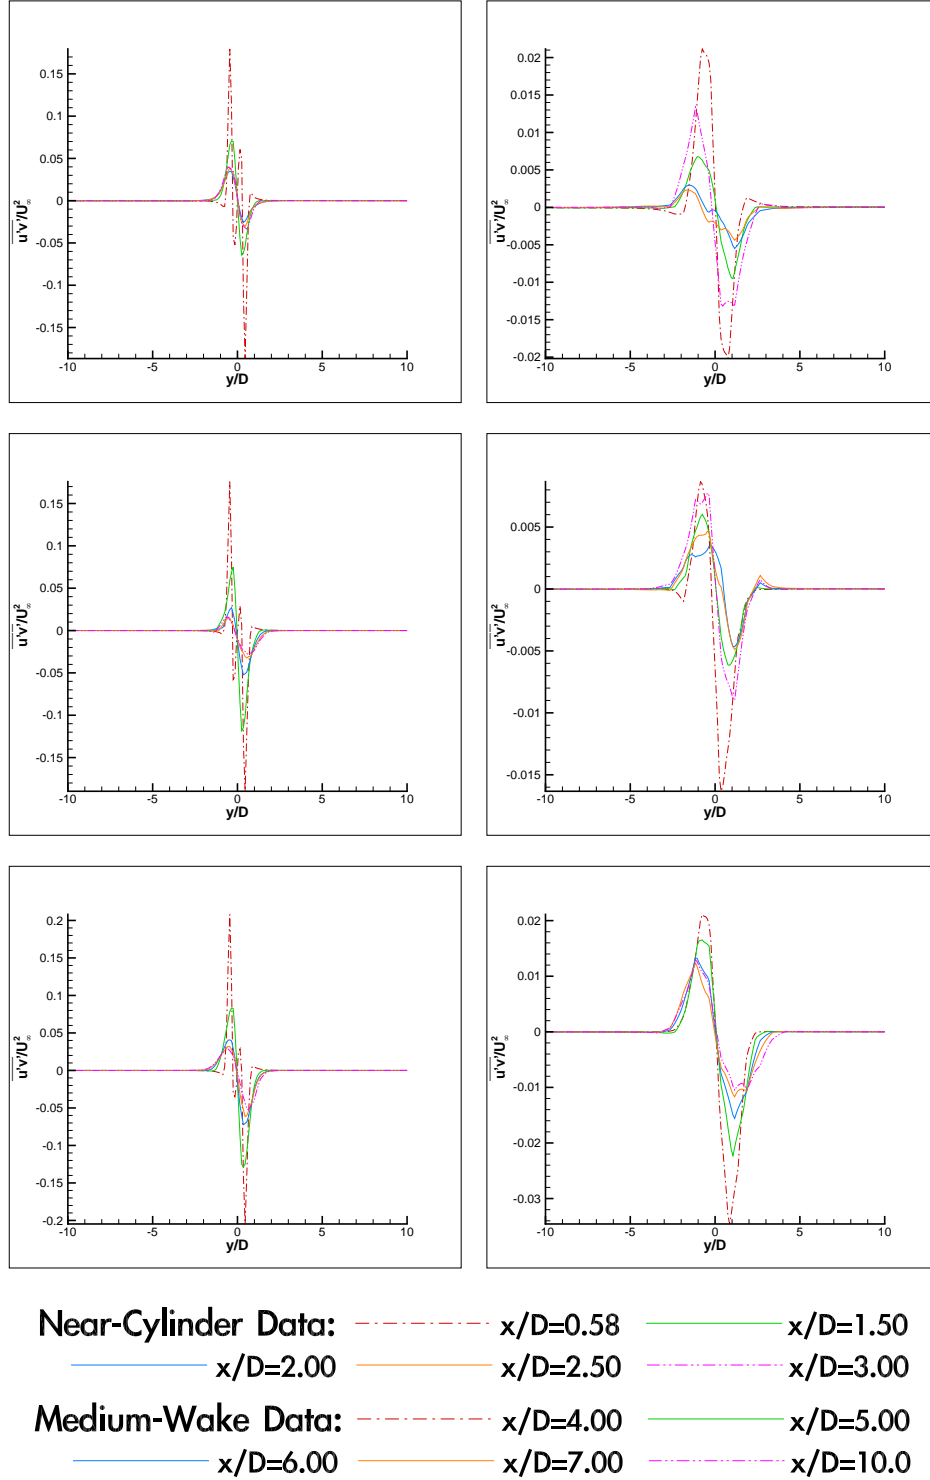 0.15
0.1
0.05
0
-0.05
-0.1
-0.15
-10 -5 0 5 10
y/D
u'v'/U²∞
0.02
0.015
0.01
0.005
0
-0.005
-0.01
-0.015
-0.02
-10 -5 0 5 10
y/D
u'v'/U²∞
0.15
0.1
0.05
0
-0.05
-0.1
-0.15
-10 -5 0 5 10
y/D
u'v'/U²∞
0.005
0
-0.005
-0.01
-0.015
-10 -5 0 5 10
y/D
u'v'/U²∞
0.2
0.15
0.1
0.05
0
-0.05
-0.1
-0.15
-0.2
-10 -5 0 5 10
y/D
u'v'/U²∞
0.02
0.01
0
-0.01
-0.02
-0.03
-10 -5 0 5 10
y/D
u'v'/U²∞
Near-Cylinder Data: x/D=0.58 x/D=1.50
x/D=2.00 x/D=2.50 x/D=3.00
Medium-Wake Data: x/D=4.00 x/D=5.00
x/D=6.00 x/D=7.00 x/D=10.0